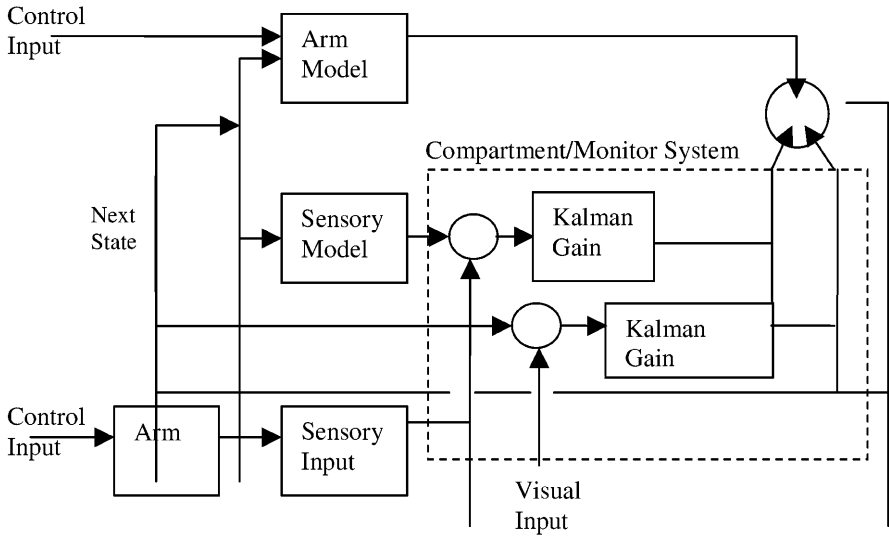 Control
Input
Arm
Model
Compartment/Monitor System
Next
State
Sensory
Model
Kalman
Gain
Kalman
Gain
Control
Input
Arm
Sensory
Input
Visual
Input